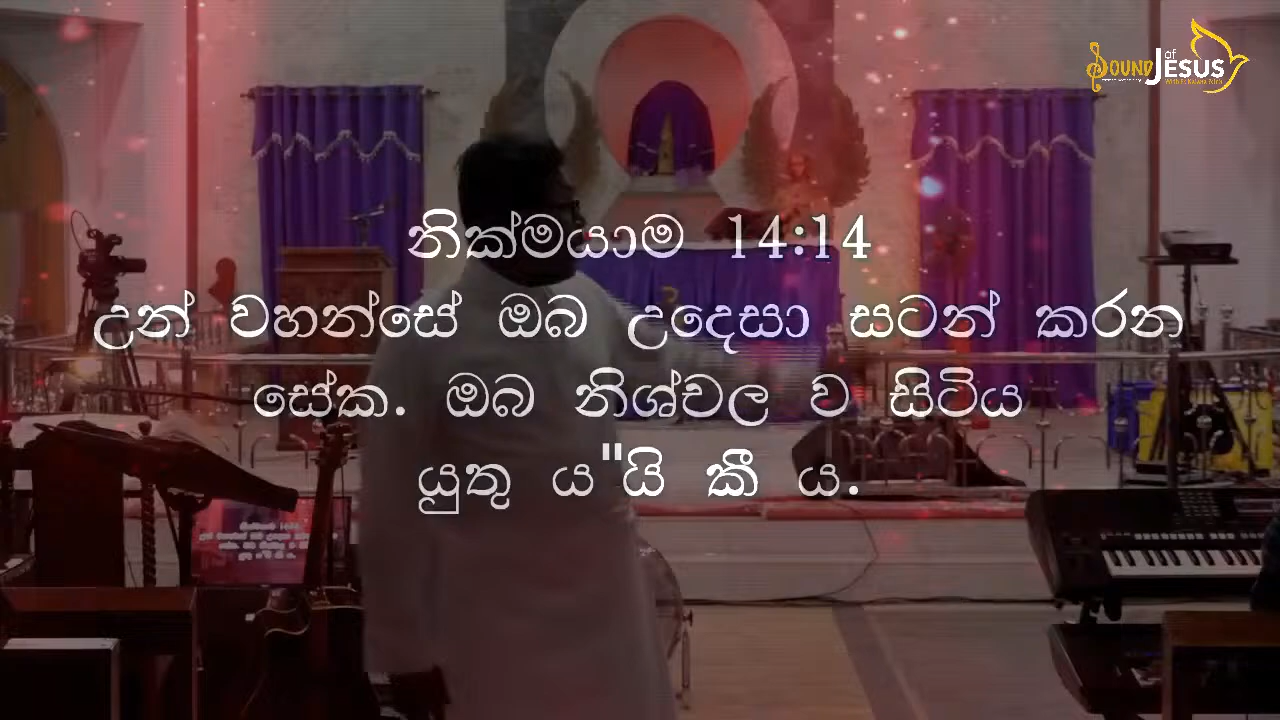 SOUND of JESUS
නික්මයාම 14:14
උන් වහන්සේ ඔබ උදෙසා සටන් කරන
සේක. ඔබ නිශ්චල ව සිටිය
යුතු ය"යි කී ය.